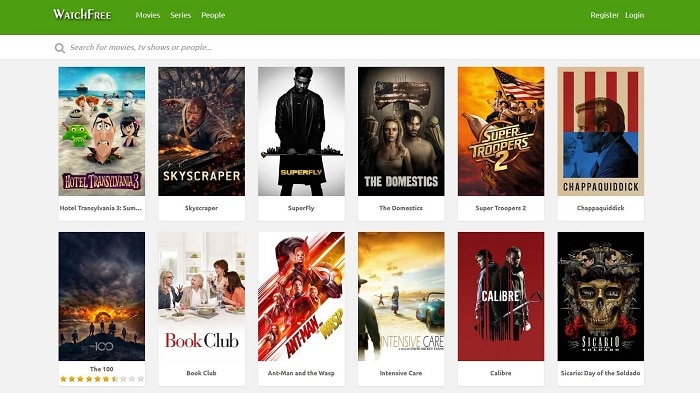 WatchFree Movies Series People Register Login
Search for movies, tv shows or people...
HOTEL TRANSYLVANIA 3
SKYSCRAPER
SUPERFLY
THE DOMESTICS
SUPER TROOPERS 2
CHAPPAQUIDDICK
Hotel Transylvania 3: Sum... Skyscraper SuperFly The Domestics Super Troopers 2 Chappaquiddick
THE 100
Book Club
ANT-MAN AND THE WASP
INTENSIVE CARE
CALIBRE
SICARIO
DAY OF THE SOLDADO
The 100 Book Club Ant-Man and the Wasp Intensive Care Calibre Sicario: Day of the Soldado